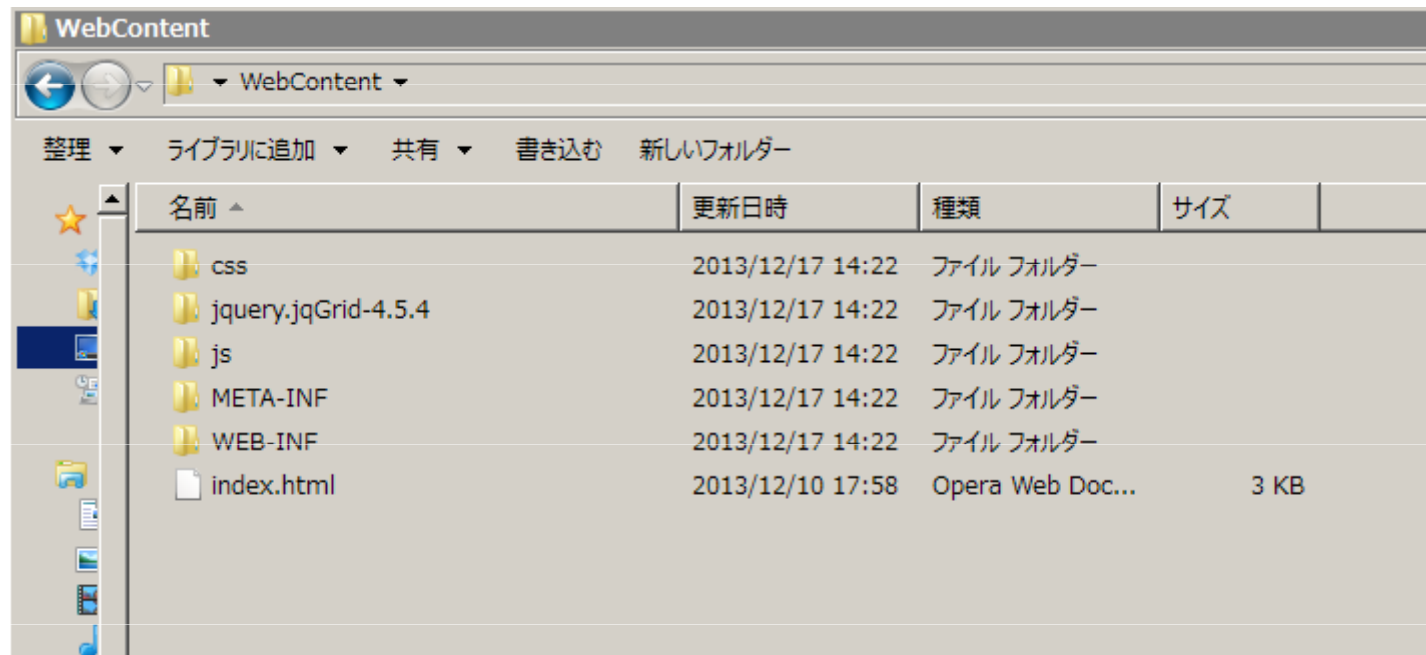 WebContent
WebContent
整理 ライブラリに追加 共有 書き込む 新しいフォルダー
名前 更新日時 種類 サイズ
css 2013/12/17 14:22 ファイル フォルダー
jquery.jqGrid-4.5.4 2013/12/17 14:22 ファイル フォルダー
js 2013/12/17 14:22 ファイル フォルダー
META-INF 2013/12/17 14:22 ファイル フォルダー
WEB-INF 2013/12/17 14:22 ファイル フォルダー
index.html 2013/12/10 17:58 Opera Web Doc... 3 KB